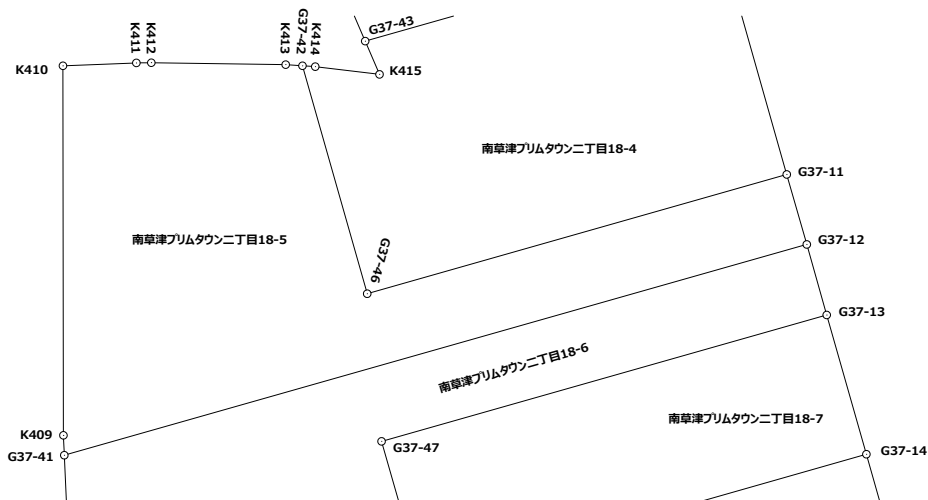 G37-43
K411
K412
K413
G37-42
K414
K410
K415
南草津プリムタウン二丁目18-4
G37-11
南草津プリムタウン二丁目18-5
G37-12
G37-46
G37-13
南草津プリムタウン二丁目18-6
南草津プリムタウン二丁目18-7
K409
G37-47
G37-41
G37-14